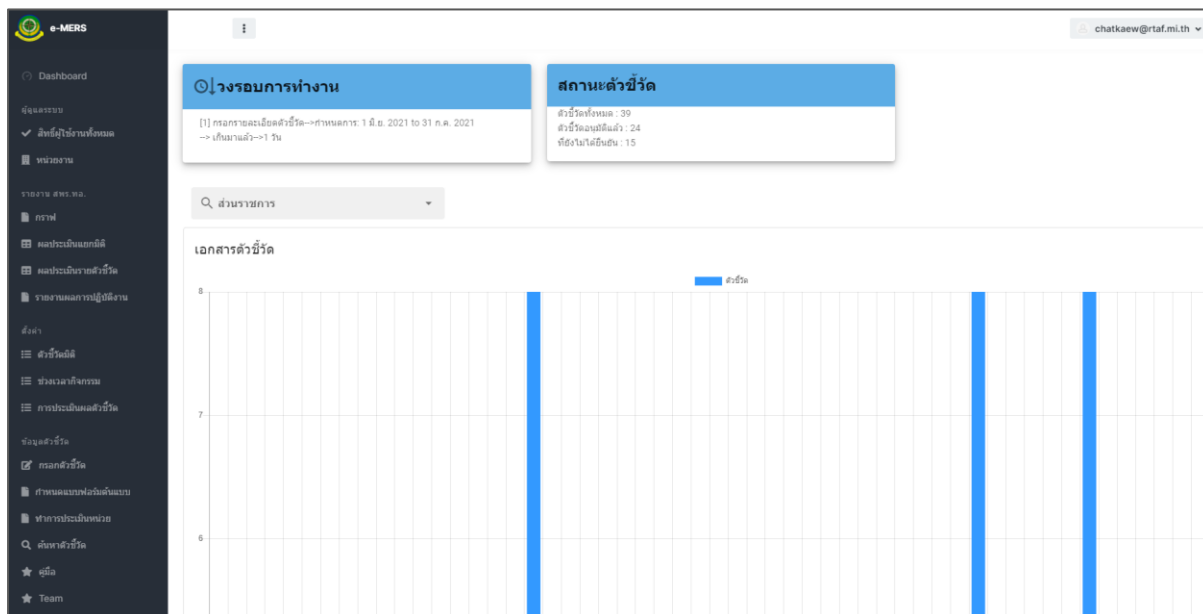 e-MERS
chatkaew@rtaf.mi.th
Dashboard
ผู้ดูแลระบบ
สิทธิ์ผู้ใช้งานทั้งหมด
หน่วยงาน
รายงาน สพร.ทอ.
กราฟ
ผลประเมินแยกมิติ
ผลประเมินรายตัวชี้วัด
รายงานผลการปฏิบัติงาน
ตั้งค่า
ตัวชี้วัดมิติ
ช่วงเวลากิจกรรม
การประเมินผลตัวชี้วัด
ข้อมูลตัวชี้วัด
กรอกตัวชี้วัด
กำหนดแบบฟอร์มต้นแบบ
ทำการประเมินหน่วย
ค้นหาตัวชี้วัด
คู่มือ
Team
วงรอบการทำงาน
[1] กรอกรายละเอียดตัวชี้วัด-->กำหนดการ: 1 มิ.ย. 2021 to 31 ก.ค. 2021
--> เกินมาแล้ว-->1 วัน
สถานะตัวชี้วัด
ตัวชี้วัดทั้งหมด : 39
ตัวชี้วัดอนุมัติแล้ว : 24
ที่ยังไม่ได้ยืนยัน : 15
ส่วนราชการ
เอกสารตัวชี้วัด
ตัวชี้วัด
8
7
6